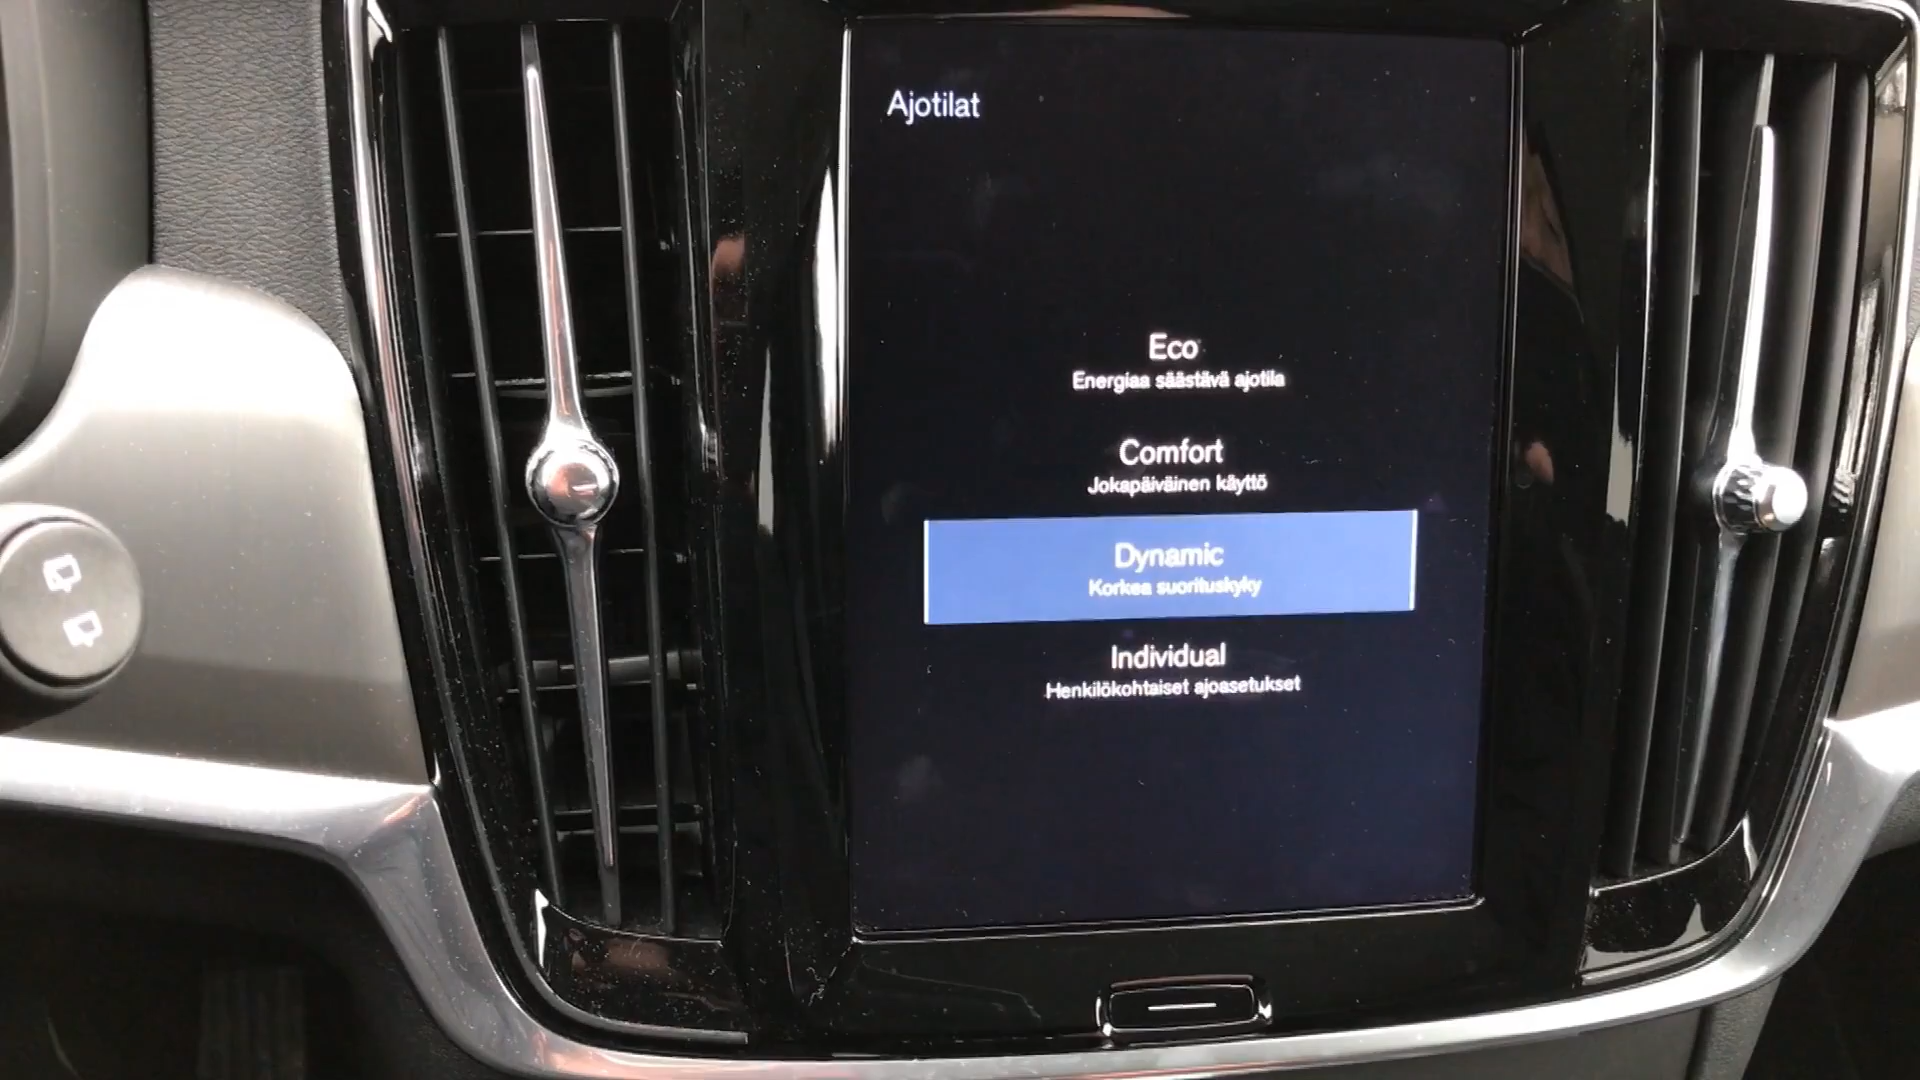 Ajotilat
Eco
Energiaa säästävä ajotila
Comfort
Jokapäiväinen käyttö
Dynamic
Korkea suorituskyky
Individual
Henkilökohtaiset ajoasetukset